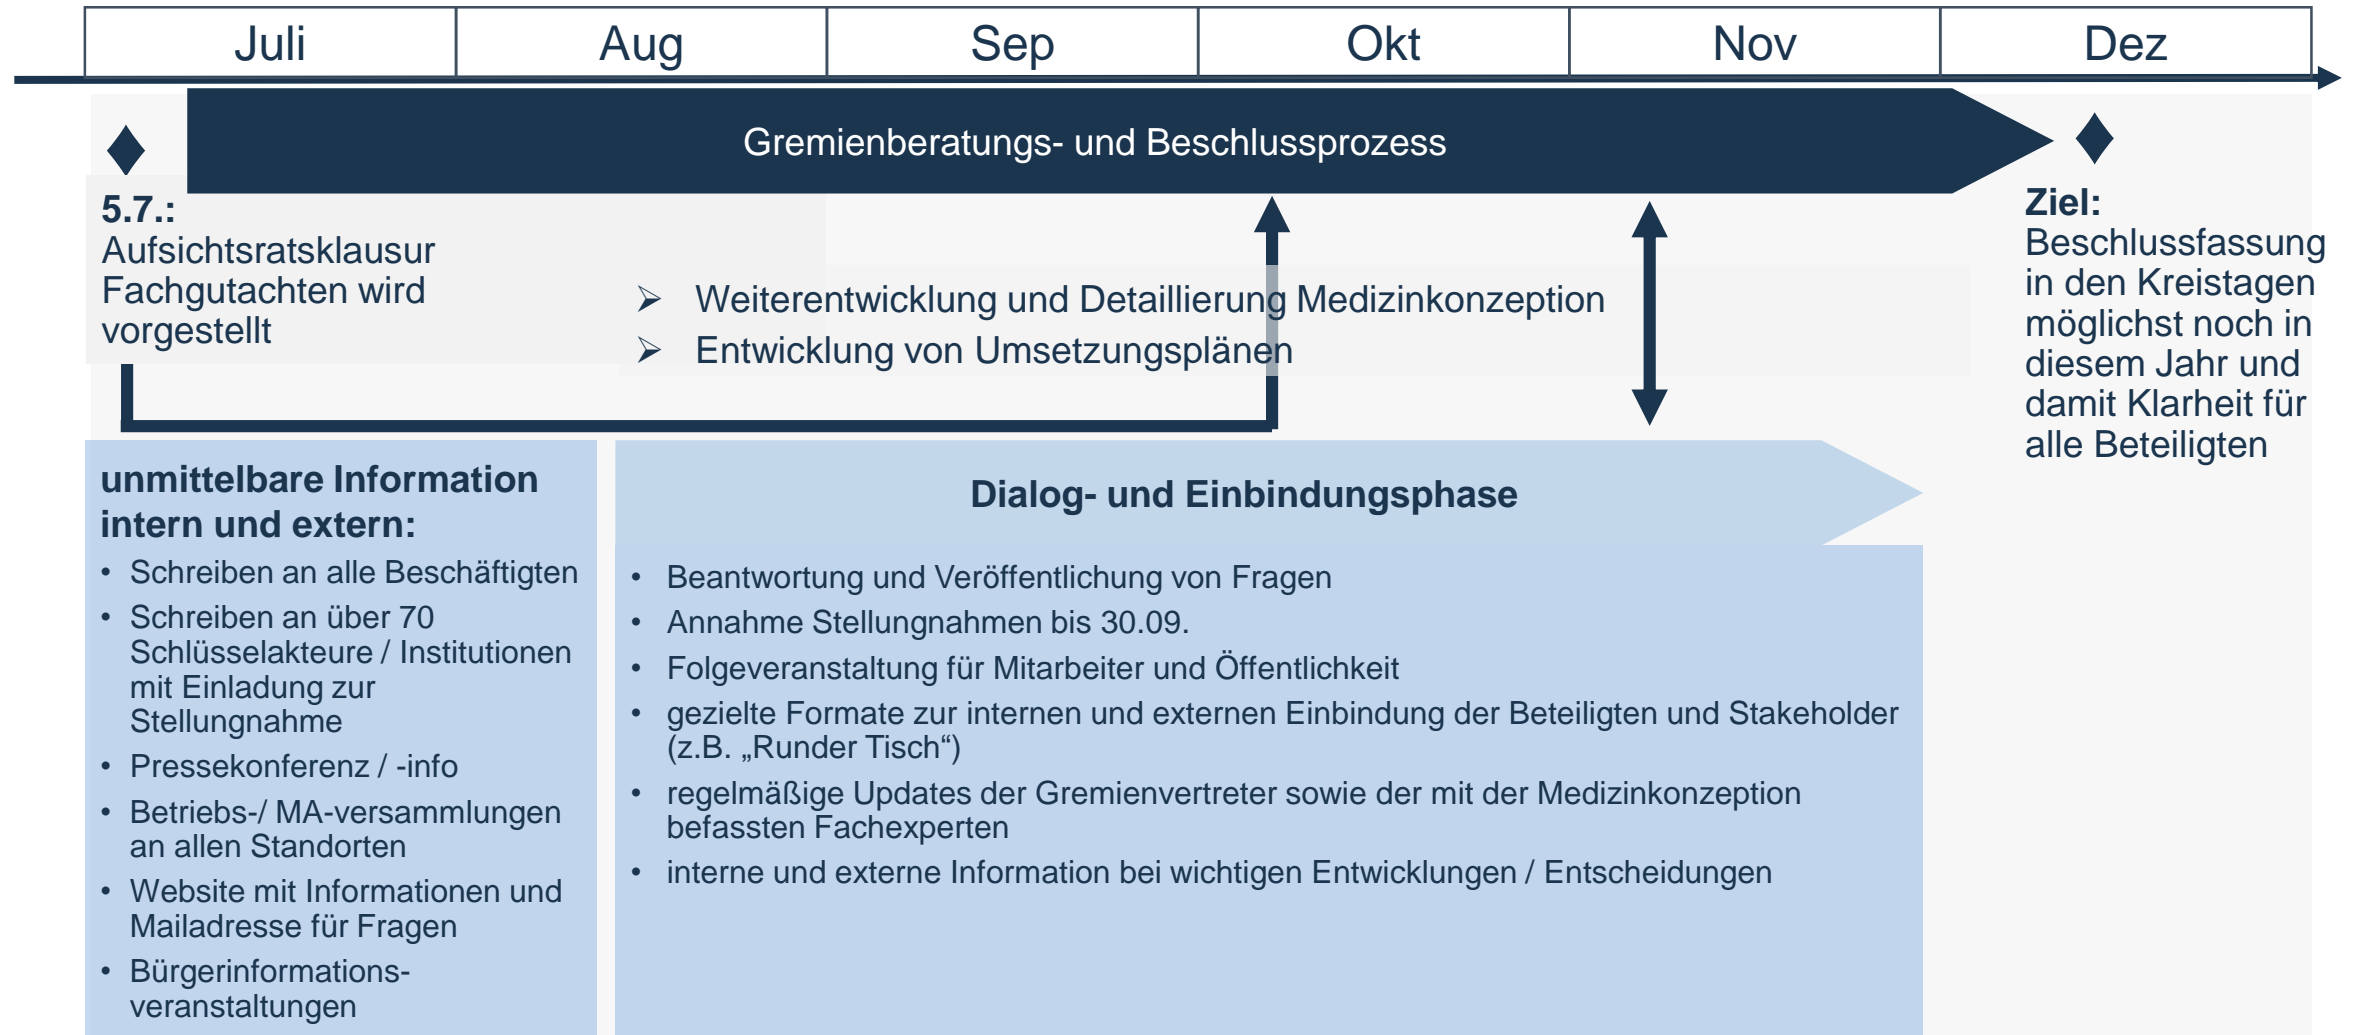 Juli
Aug
Sep
Okt
Nov
Dez
Gremienberatungs- und Beschlussprozess
5.7.:
Aufsichtsratsklausur
Fachgutachten wird
vorgestellt
➢ Weiterentwicklung und Detaillierung Medizinkonzeption
➢ Entwicklung von Umsetzungsplänen
Ziel:
Beschlussfassung
in den Kreistagen
möglichst noch in
diesem Jahr und
damit Klarheit für
alle Beteiligten
unmittelbare Information
intern und extern:
• Schreiben an alle Beschäftigten
• Schreiben an über 70
Schlüsselakteure / Institutionen
mit Einladung zur
Stellungnahme
• Pressekonferenz / -info
• Betriebs-/ MA-versammlungen
an allen Standorten
• Website mit Informationen und
Mailadresse für Fragen
• Bürgerinformations-
veranstaltungen
Dialog- und Einbindungsphase
• Beantwortung und Veröffentlichung von Fragen
• Annahme Stellungnahmen bis 30.09.
• Folgeveranstaltung für Mitarbeiter und Öffentlichkeit
• gezielte Formate zur internen und externen Einbindung der Beteiligten und Stakeholder
(z.B. „Runder Tisch“)
• regelmäßige Updates der Gremienvertreter sowie der mit der Medizinkonzeption
befassten Fachexperten
• interne und externe Information bei wichtigen Entwicklungen / Entscheidungen